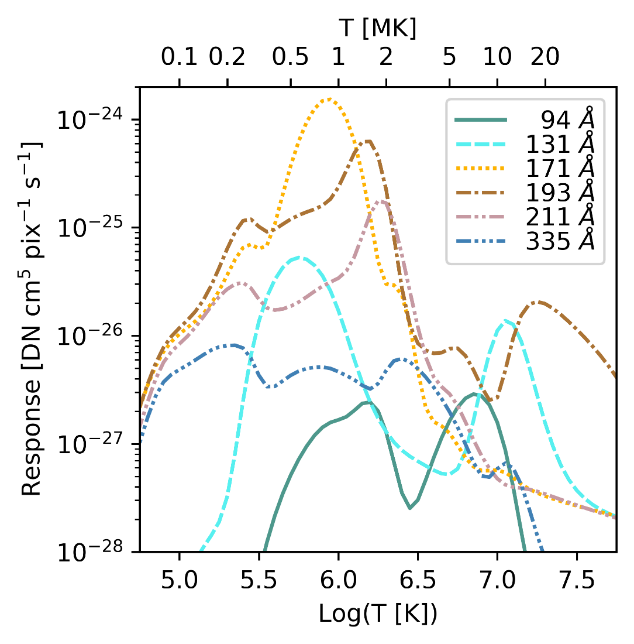 T [MK]
0.1 0.2 0.5 1 2 5 10 20
94 Å
131 Å
171 Å
193 Å
211 Å
335 Å
10⁻²⁴
10⁻²⁵
10⁻²⁶
10⁻²⁷
10⁻²⁸
Response [DN cm⁵ pix⁻¹ s⁻¹]
5.0 5.5 6.0 6.5 7.0 7.5
Log(T [K])